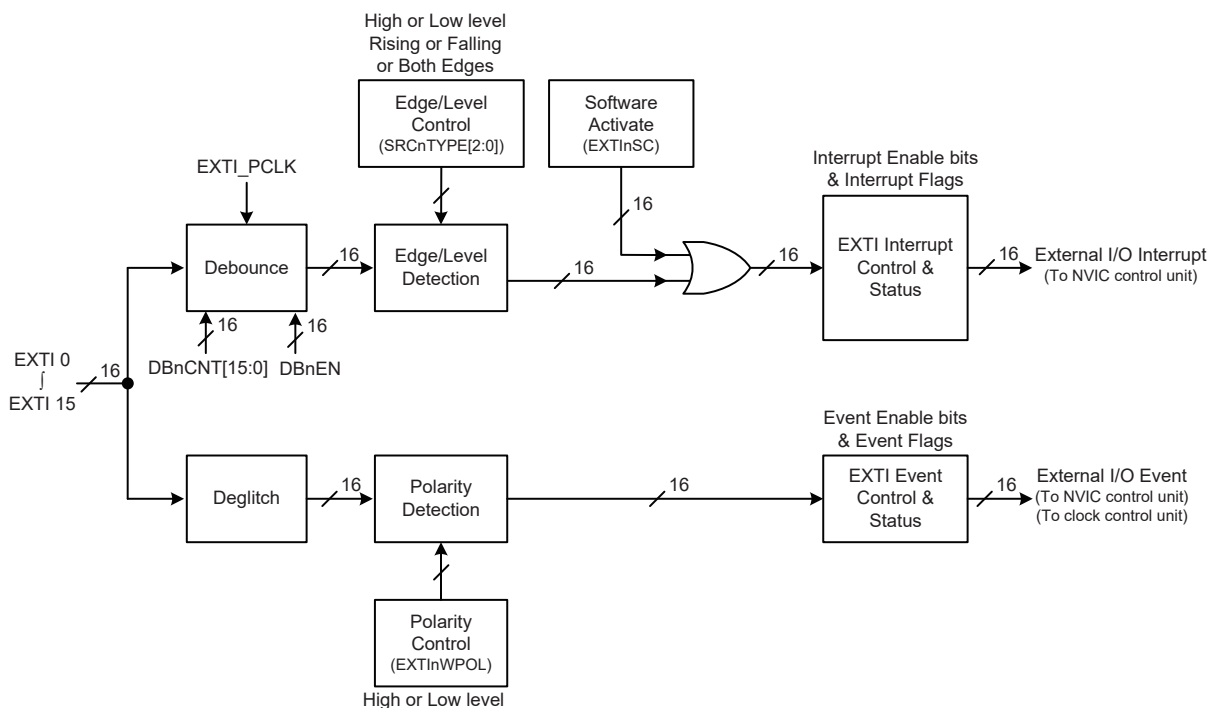 High or Low level
Rising or Falling
or Both Edges
Edge/Level
Control
(SRCnTYPE[2:0])
Software
Activate
(EXTInSC)
Interrupt Enable bits
& Interrupt Flags
EXTI_PCLK
16
Debounce
16
Edge/Level
Detection
16
16
EXTI Interrupt
Control &
Status
16
External I/O Interrupt
(To NVIC control unit)
16
16
DBnCNT[15:0]
DBnEN
EXTI 0
∫
EXTI 15
16
Event Enable bits
& Event Flags
Deglitch
16
Polarity
Detection
16
EXTI Event
Control &
Status
16
External I/O Event
(To NVIC control unit)
(To clock control unit)
Polarity
Control
(EXTInWPOL)
High or Low level